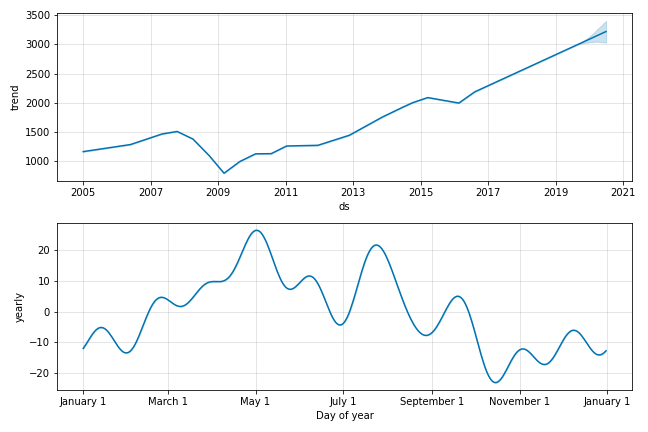 3500
3000
2500
2000
1500
1000
trend
2005 2007 2009 2011 2013 2015 2017 2019 2021
ds
20
10
0
−10
−20
yearly
January 1 March 1 May 1 July 1 September 1 November 1 January 1
Day of year